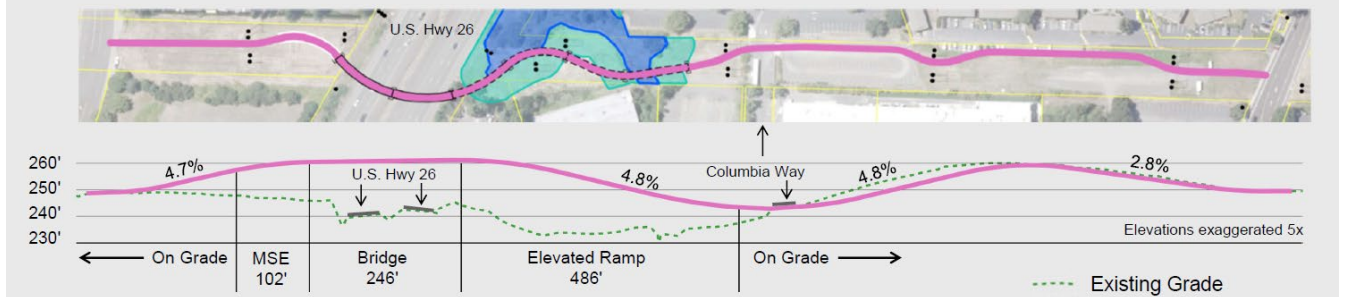 U.S. Hwy 26
260'
250'
240'
230'
4.7%
U.S. Hwy 26
4.8%
Columbia Way
4.8%
2.8%
Elevations exaggerated 5x
On Grade
MSE
102'
Bridge
246'
Elevated Ramp
486'
On Grade
Existing Grade